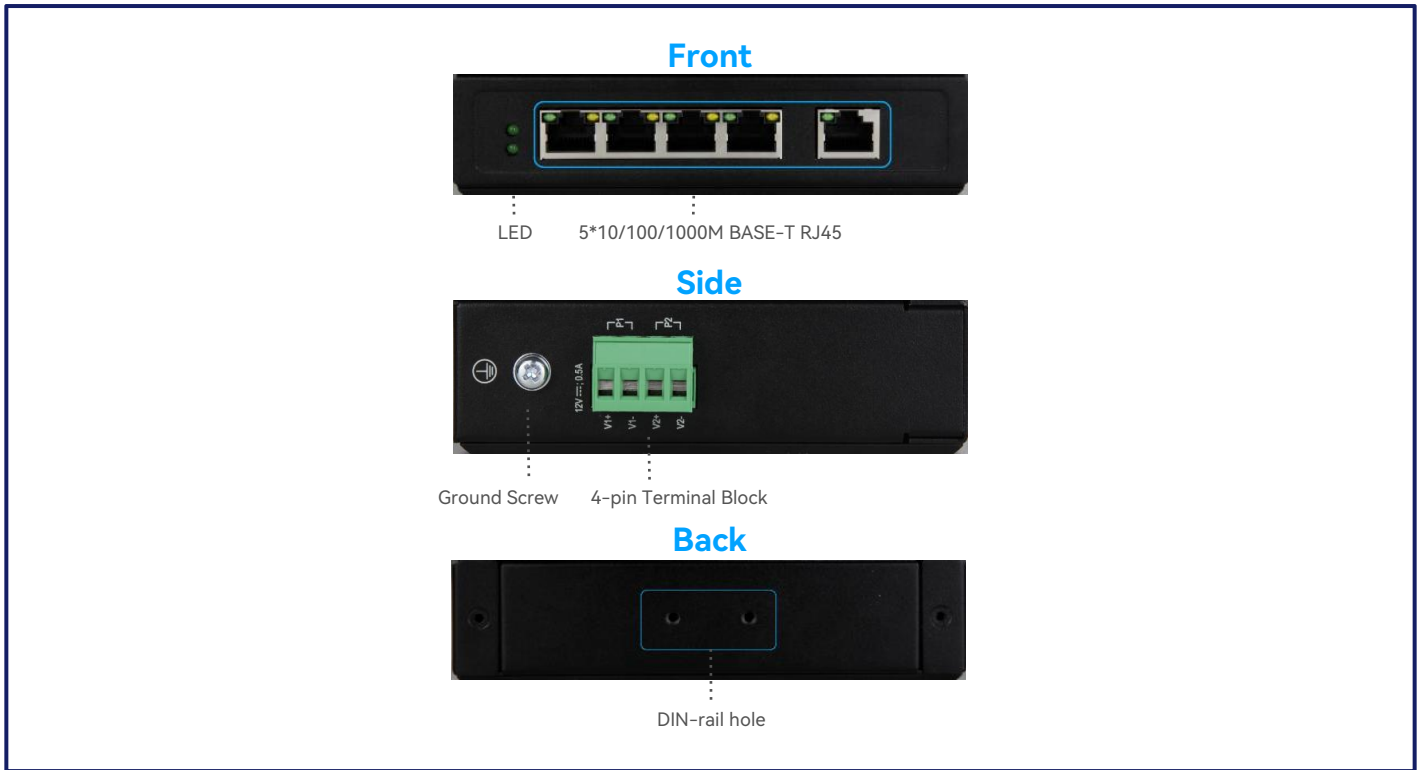 Front
LED
5*10/100/1000M BASE-T RJ45
Side
P1
P2
12V ⎓; 0.5A
V1+
V1-
V2+
V2-
Ground Screw
4-pin Terminal Block
Back
DIN-rail hole